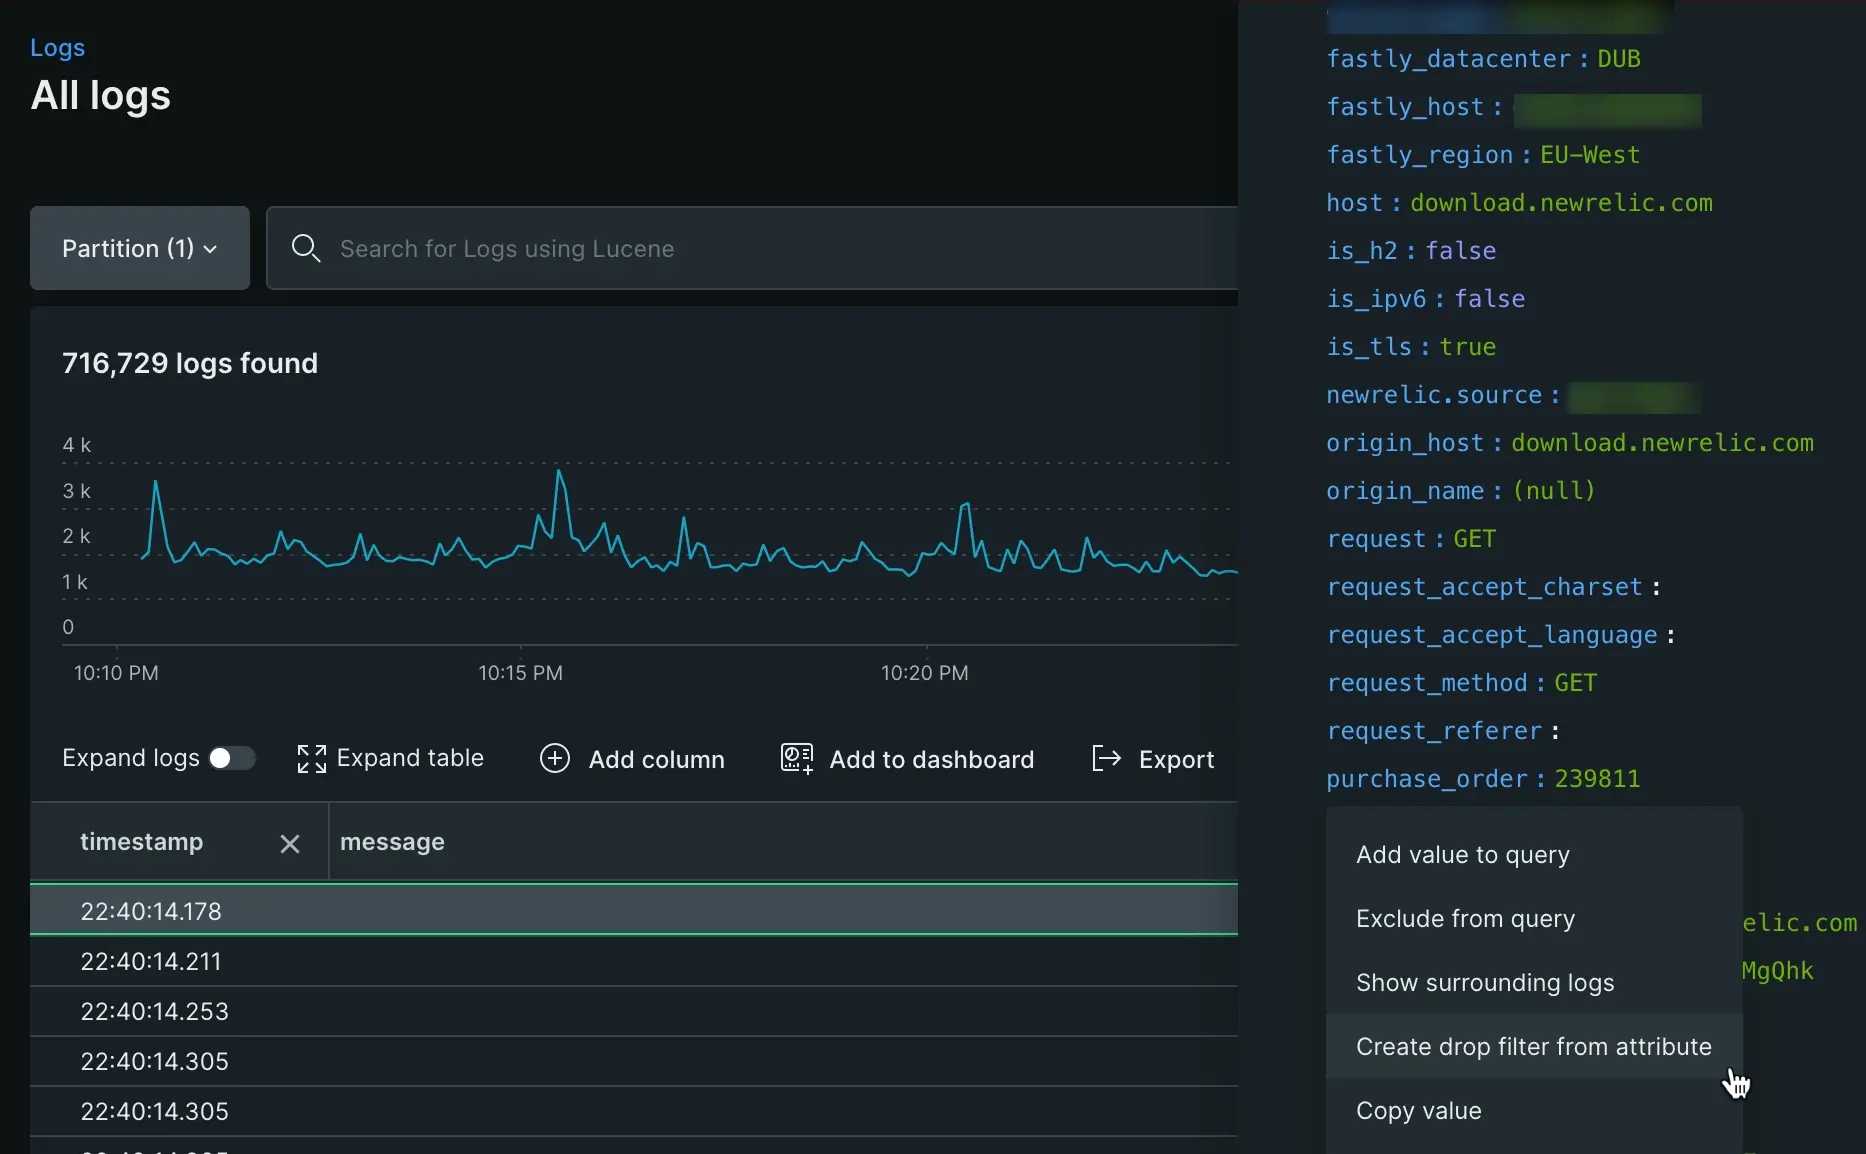 Logs
All logs
Partition (1)
Search for Logs using Lucene
716,729 logs found
4 k
3 k
2 k
1 k
0
10:10 PM
10:15 PM
10:20 PM
Expand logs
Expand table
Add column
Add to dashboard
Export
timestamp
message
22:40:14.178
22:40:14.211
22:40:14.253
22:40:14.305
22:40:14.305
fastly_datacenter : DUB
fastly_host :
fastly_region : EU-West
host : download.newrelic.com
is_h2 : false
is_ipv6 : false
is_tls : true
newrelic.source :
origin_host : download.newrelic.com
origin_name : (null)
request : GET
request_accept_charset :
request_accept_language :
request_method : GET
request_referer :
purchase_order : 239811
Add value to query
Exclude from query
elic.com
MgQhk
Show surrounding logs
Create drop filter from attribute
Copy value